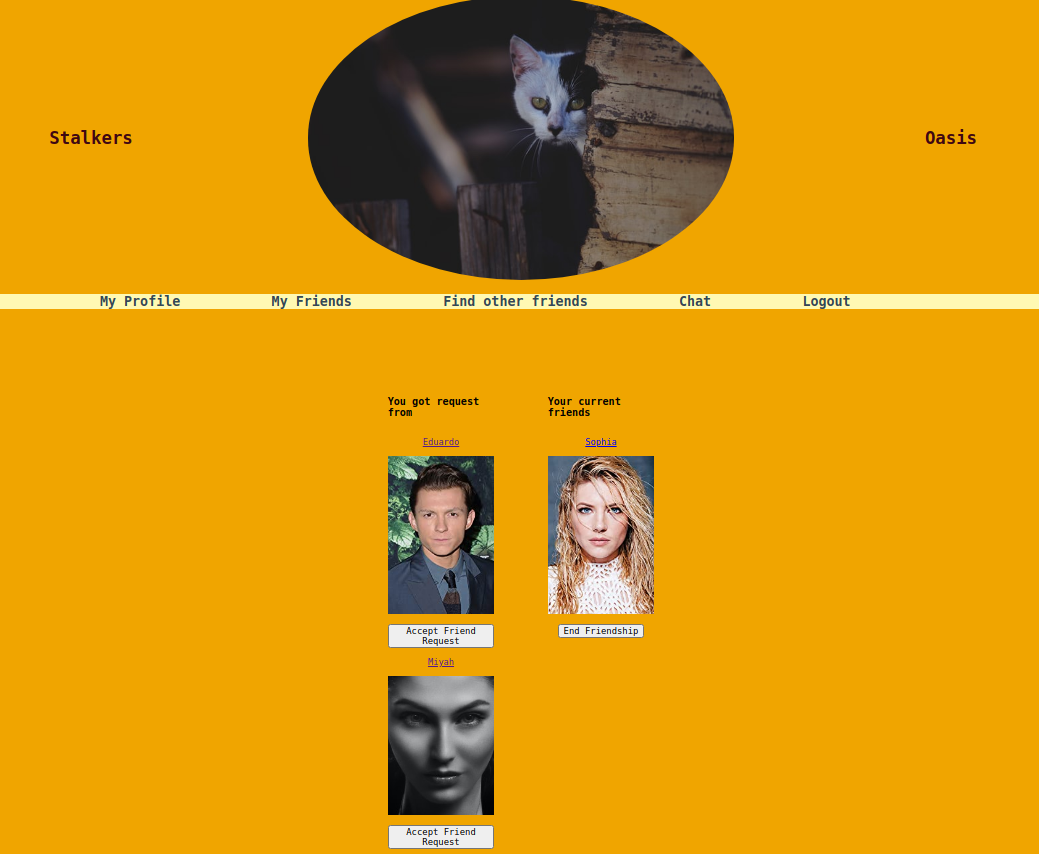 Stalkers
Oasis
My Profile
My Friends
Find other friends
Chat
Logout
You got request
from
Eduardo
Accept Friend
Request
Miyah
Accept Friend
Request
Your current
friends
Sophia
End Friendship